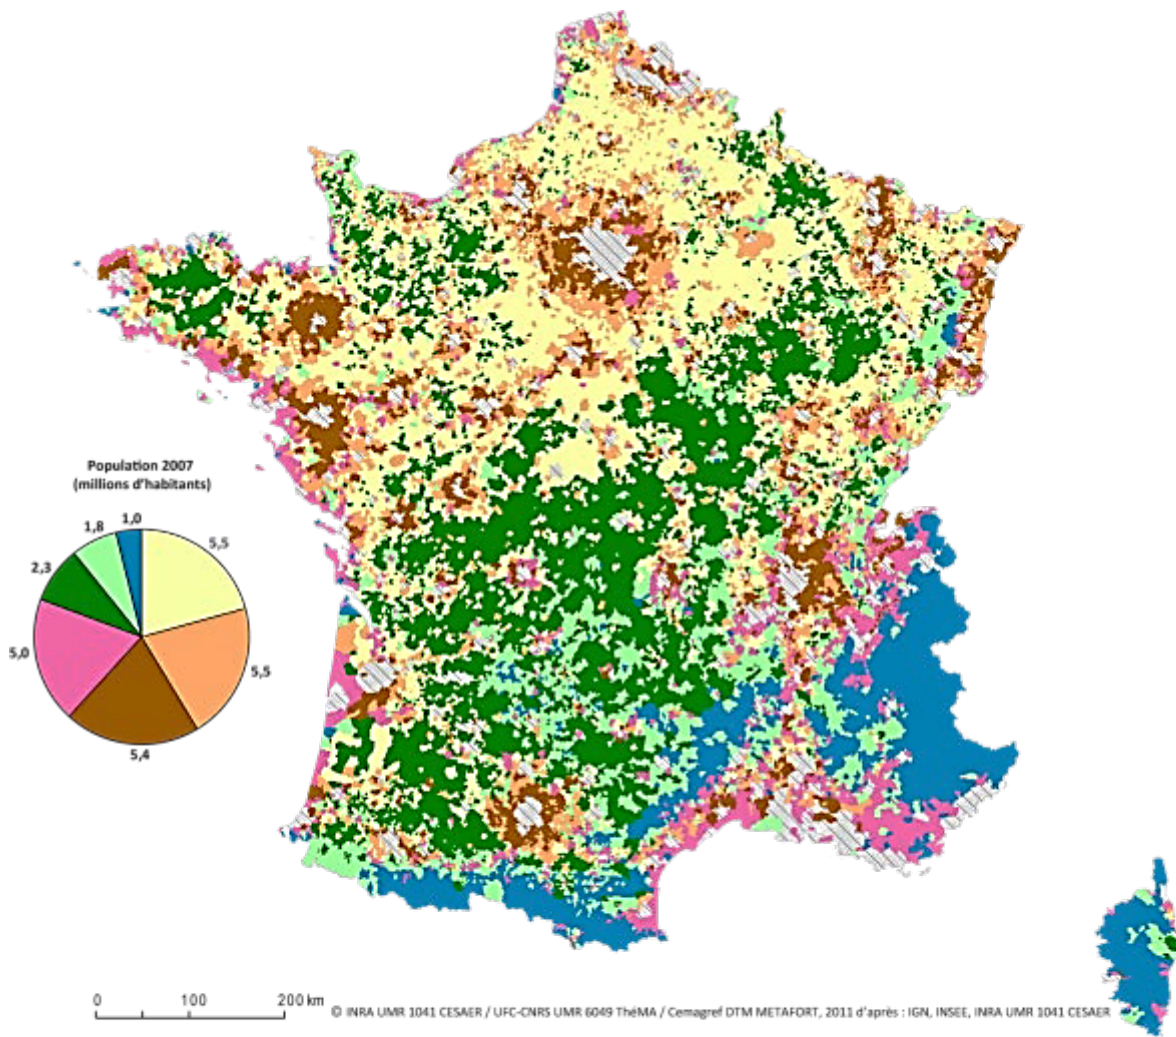 Population 2007
(millions d'habitants)
1,8
1,0
5,5
2,3
5,0
5,5
5,4
0 100 200 km
© INRA UMR 1041 CESAER / UFC-CNRS UMR 6049 ThéMA / Cemagref DTM METAFORT, 2011 d'après : IGN, INSEE, INRA UMR 1041 CESAER